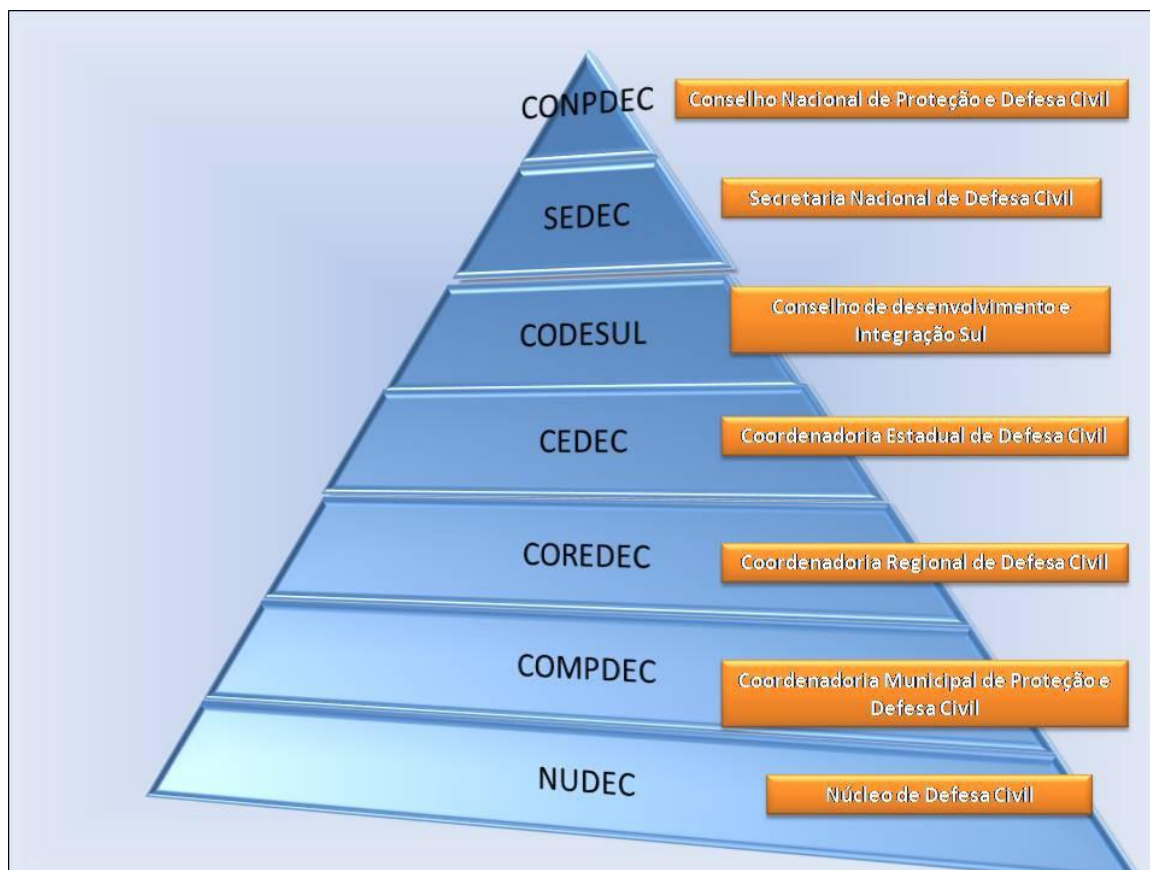 CONPDEC
Conselho Nacional de Proteção e Defesa Civil
SEDEC
Secretaria Nacional de Defesa Civil
CODESUL
Conselho de desenvolvimento e
Integração Sul
CEDEC
Coordenadoria Estadual de Defesa Civil
COREDEC
Coordenadoria Regional de Defesa Civil
COMPDEC
Coordenadoria Municipal de Proteção e
Defesa Civil
NUDEC
Núcleo de Defesa Civil